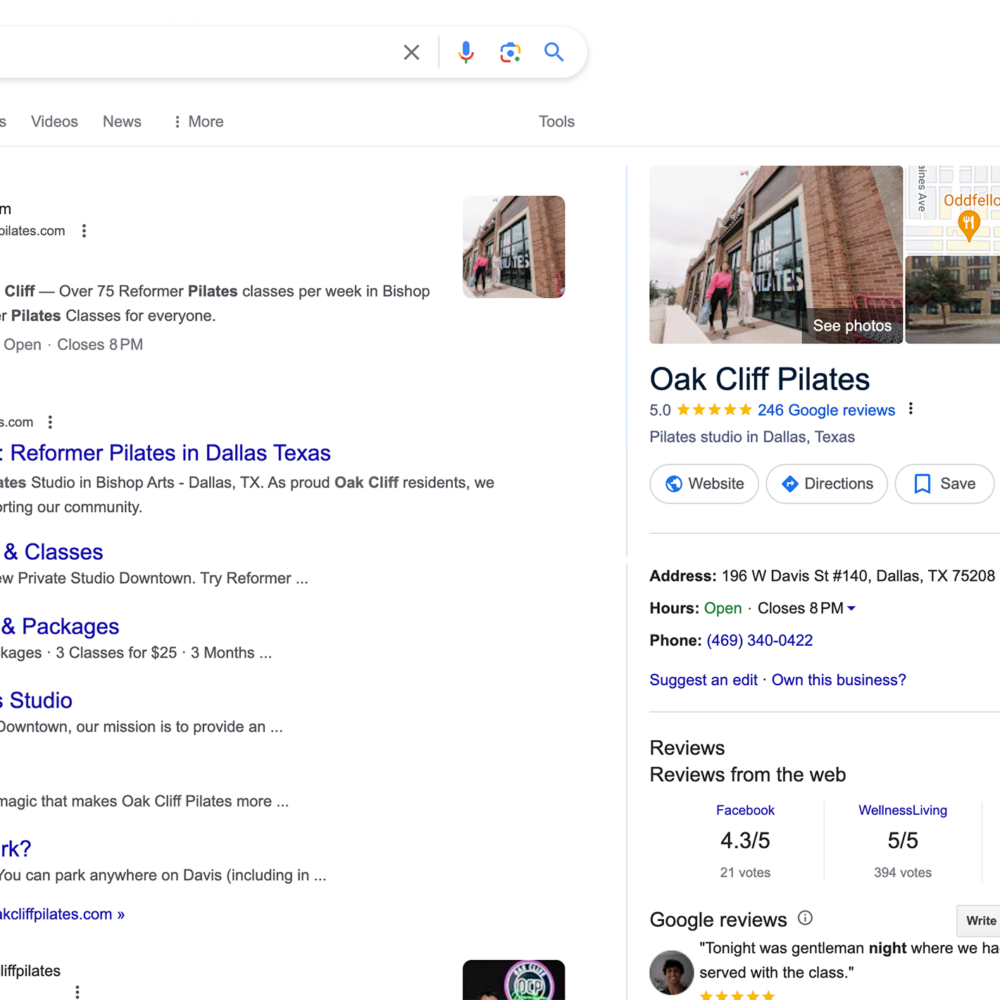 s Videos News More Tools
m
pilates.com
Cliff — Over 75 Reformer Pilates classes per week in Bishop
r Pilates Classes for everyone.
Open · Closes 8 PM
s.com
: Reformer Pilates in Dallas Texas
ates Studio in Bishop Arts - Dallas, TX. As proud Oak Cliff residents, we
orting our community.
& Classes
ew Private Studio Downtown. Try Reformer ...
& Packages
kages · 3 Classes for $25 · 3 Months ...
s Studio
Downtown, our mission is to provide an ...
magic that makes Oak Cliff Pilates more ...
rk?
You can park anywhere on Davis (including in ...
akcliffpilates.com »
liffpilates
OAK CLIFF
OCP
PILATES
See photos
aines Ave
Oddfello
Oak Cliff Pilates
5.0 246 Google reviews
Pilates studio in Dallas, Texas
Website Directions Save
Address: 196 W Davis St #140, Dallas, TX 75208
Hours: Open · Closes 8 PM
Phone: (469) 340-0422
Suggest an edit · Own this business?
Reviews
Reviews from the web
Facebook
4.3/5
21 votes
WellnessLiving
5/5
394 votes
Google reviews
Write
"Tonight was gentleman night where we ha
served with the class."